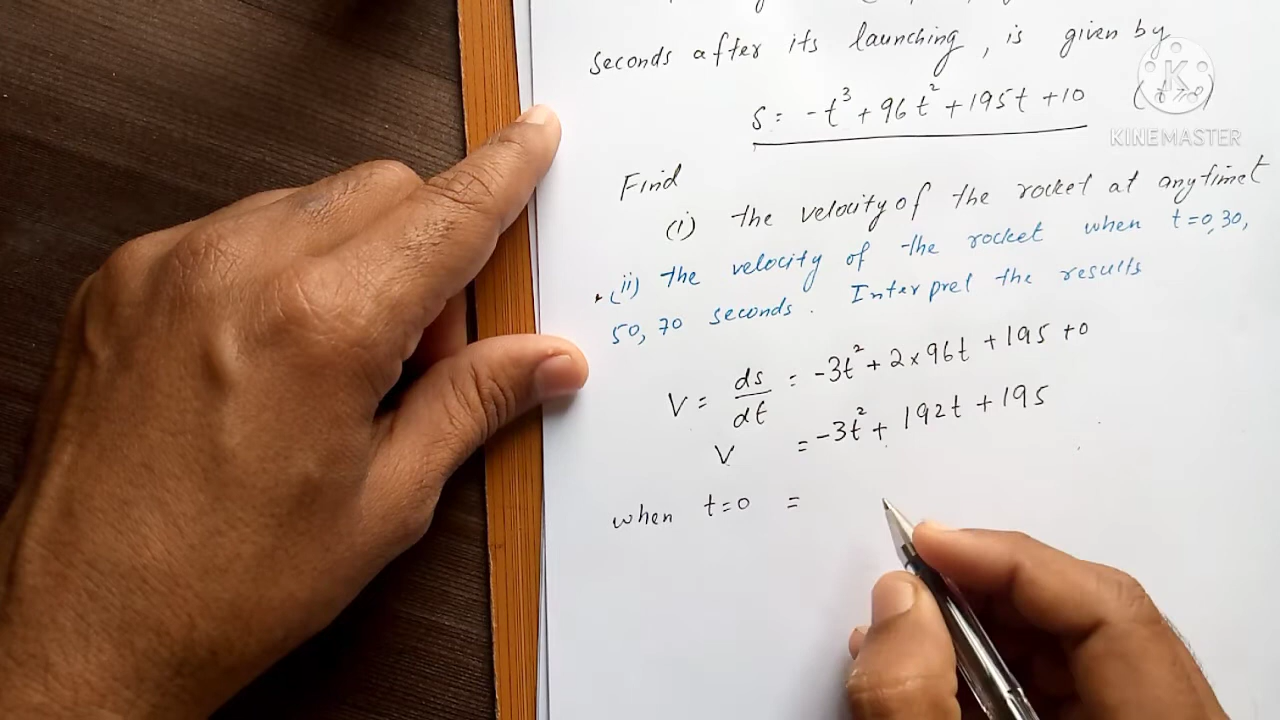 seconds after its launching, is given by
S = -t³ + 96t² + 195t + 10 (t ≥ 0)
KINEMASTER
Find
(i) the velocity of the rocket at any time t
(ii) the velocity of the rocket when t=0, 30,
50, 70 seconds. Interpret the results
V = ds/dt = -3t² + 2×96t + 195 + 0
V = -3t² + 192t + 195
when t=0 =